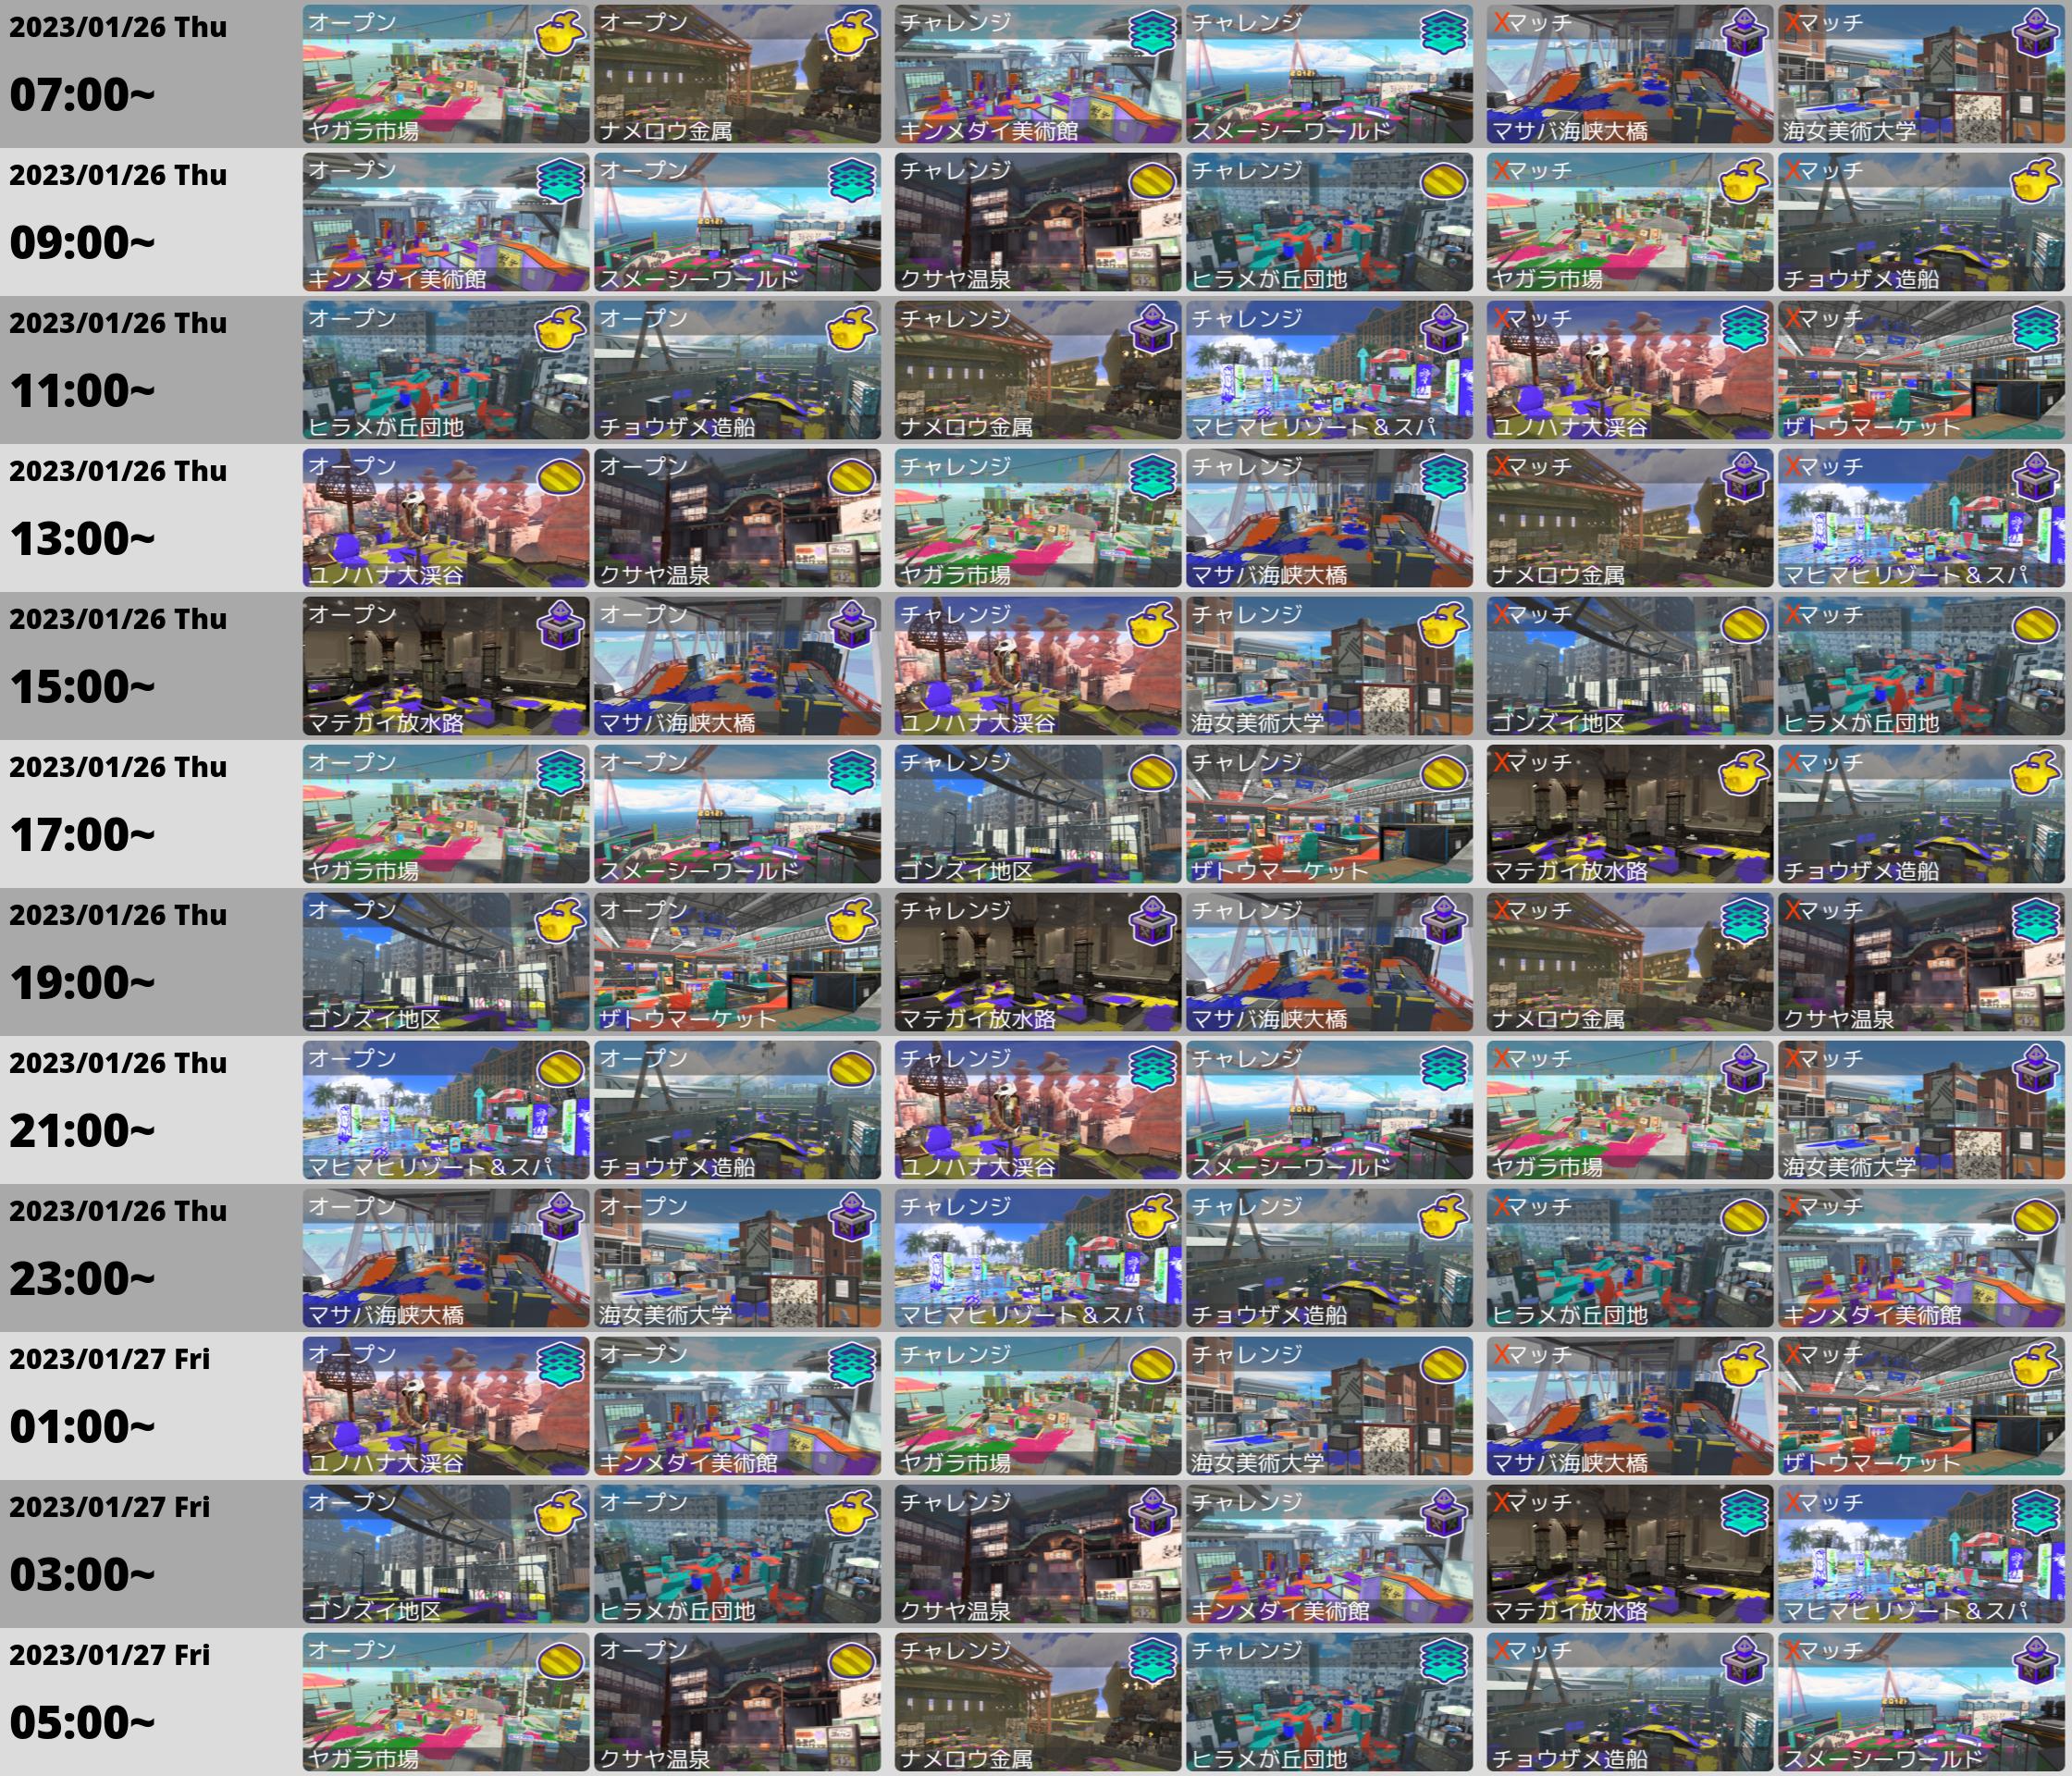 2023/01/26 Thu
07:00~
オープン
ヤガラ市場
オープン
ナメロウ金属
チャレンジ
キンメダイ美術館
チャレンジ
スメーシーワールド
Xマッチ
マサバ海峡大橋
Xマッチ
海女美術大学
2023/01/26 Thu
09:00~
オープン
キンメダイ美術館
オープン
スメーシーワールド
チャレンジ
クサヤ温泉
チャレンジ
ヒラメが丘団地
Xマッチ
ヤガラ市場
Xマッチ
チョウザメ造船
2023/01/26 Thu
11:00~
オープン
ヒラメが丘団地
オープン
チョウザメ造船
チャレンジ
ナメロウ金属
チャレンジ
マヒマヒリゾート＆スパ
Xマッチ
ユノハナ大渓谷
Xマッチ
ザトウマーケット
2023/01/26 Thu
13:00~
オープン
ユノハナ大渓谷
オープン
クサヤ温泉
チャレンジ
ヤガラ市場
チャレンジ
マサバ海峡大橋
Xマッチ
ナメロウ金属
Xマッチ
マヒマヒリゾート＆スパ
2023/01/26 Thu
15:00~
オープン
マテガイ放水路
オープン
マサバ海峡大橋
チャレンジ
ユノハナ大渓谷
チャレンジ
海女美術大学
Xマッチ
ゴンズイ地区
Xマッチ
ヒラメが丘団地
2023/01/26 Thu
17:00~
オープン
ヤガラ市場
オープン
スメーシーワールド
チャレンジ
ゴンズイ地区
チャレンジ
ザトウマーケット
Xマッチ
マテガイ放水路
Xマッチ
チョウザメ造船
2023/01/26 Thu
19:00~
オープン
ゴンズイ地区
オープン
ザトウマーケット
チャレンジ
マテガイ放水路
チャレンジ
マサバ海峡大橋
Xマッチ
ナメロウ金属
Xマッチ
クサヤ温泉
2023/01/26 Thu
21:00~
オープン
マヒマヒリゾート＆スパ
オープン
チョウザメ造船
チャレンジ
ユノハナ大渓谷
チャレンジ
スメーシーワールド
Xマッチ
ヤガラ市場
Xマッチ
海女美術大学
2023/01/26 Thu
23:00~
オープン
マサバ海峡大橋
オープン
海女美術大学
チャレンジ
マヒマヒリゾート＆スパ
チャレンジ
チョウザメ造船
Xマッチ
ヒラメが丘団地
Xマッチ
キンメダイ美術館
2023/01/27 Fri
01:00~
オープン
ユノハナ大渓谷
オープン
キンメダイ美術館
チャレンジ
ヤガラ市場
チャレンジ
海女美術大学
Xマッチ
マサバ海峡大橋
Xマッチ
ザトウマーケット
2023/01/27 Fri
03:00~
オープン
ゴンズイ地区
オープン
ヒラメが丘団地
チャレンジ
クサヤ温泉
チャレンジ
キンメダイ美術館
Xマッチ
マテガイ放水路
Xマッチ
マヒマヒリゾート＆スパ
2023/01/27 Fri
05:00~
オープン
ヤガラ市場
オープン
クサヤ温泉
チャレンジ
ナメロウ金属
チャレンジ
ヒラメが丘団地
Xマッチ
チョウザメ造船
Xマッチ
スメーシーワールド